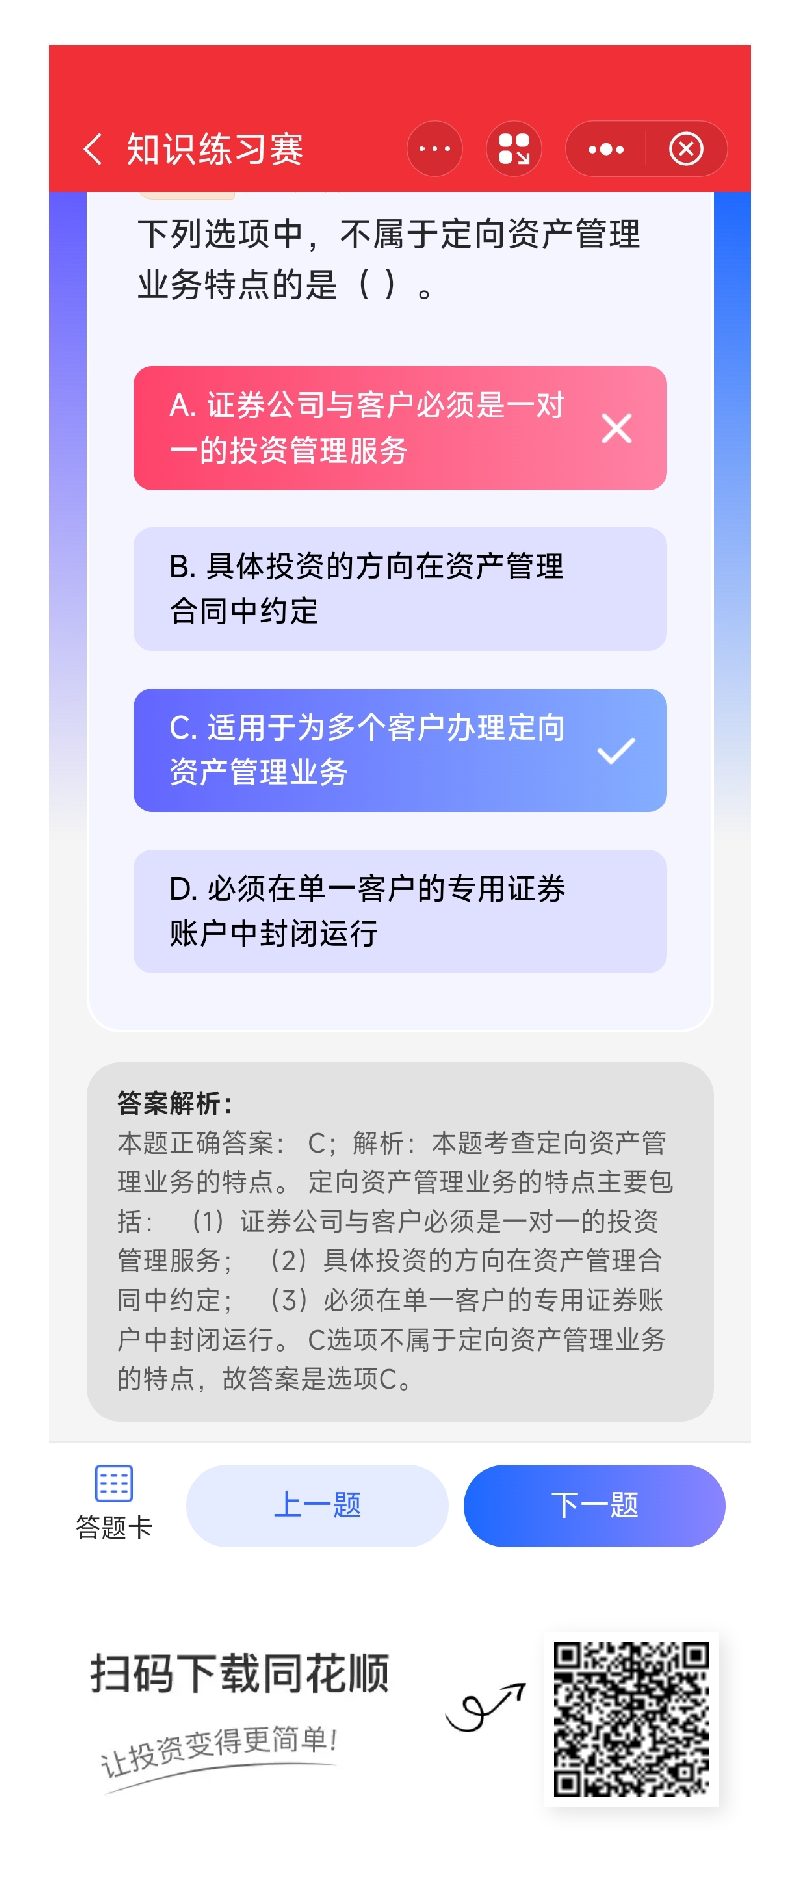 知识练习赛
下列选项中，不属于定向资产管理
业务特点的是（ ）。
A. 证券公司与客户必须是一对
一的投资管理服务
B. 具体投资的方向在资产管理
合同中约定
C. 适用于为多个客户办理定向
资产管理业务
D. 必须在单一客户的专用证券
账户中封闭运行
答案解析：
本题正确答案： C；解析：本题考查定向资产管
理业务的特点。 定向资产管理业务的特点主要包
括： （1）证券公司与客户必须是一对一的投资
管理服务； （2）具体投资的方向在资产管理合
同中约定； （3）必须在单一客户的专用证券账
户中封闭运行。 C选项不属于定向资产管理业务
的特点，故答案是选项C。
答题卡
上一题
下一题
扫码下载同花顺
让投资变得更简单!